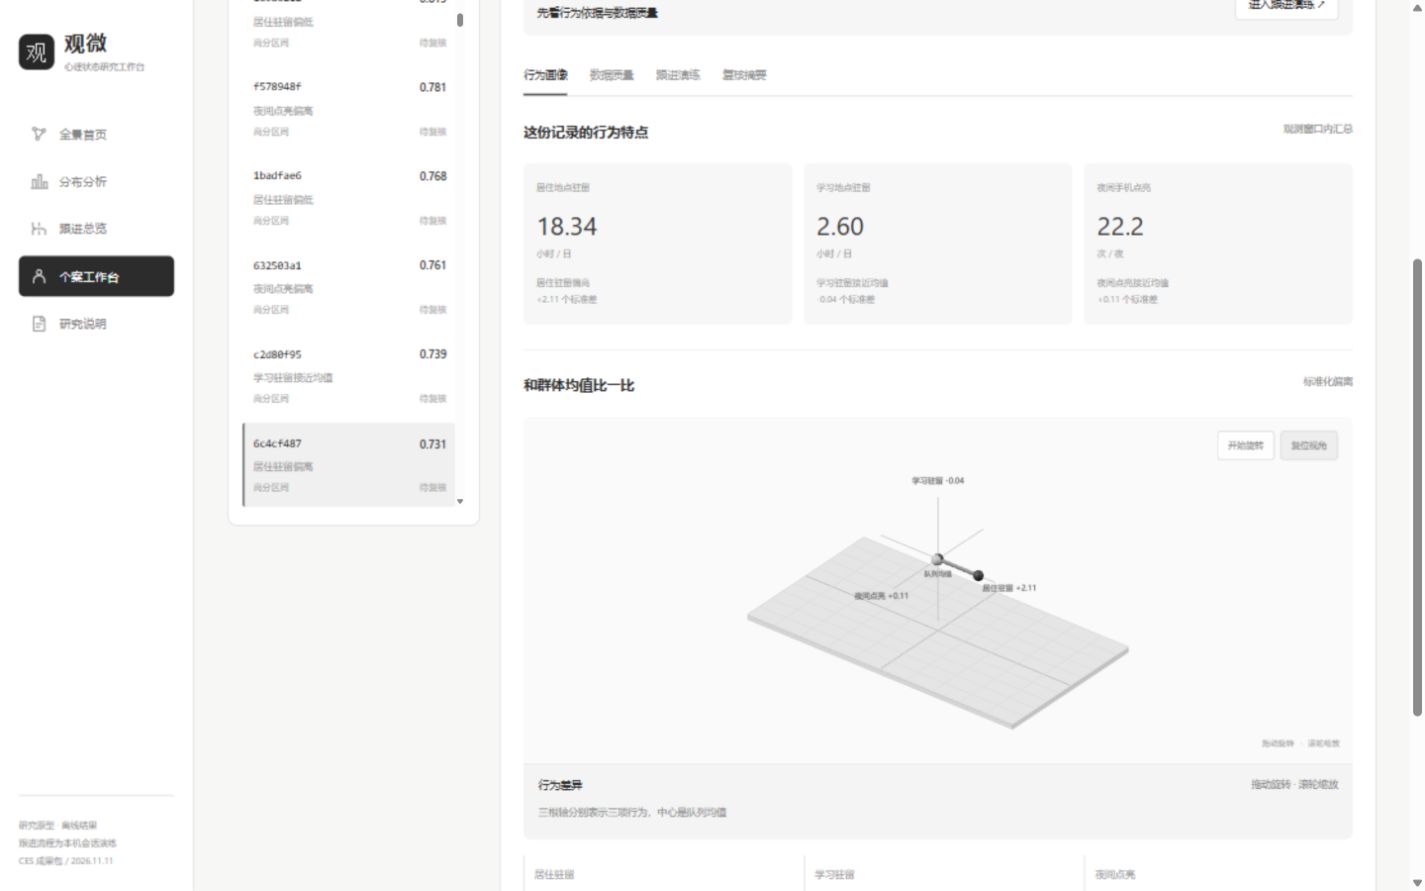 观
观微
心理状态研究工作台
全景首页
分布分析
跟进总览
个案工作台
研究说明
研究原型 · 离线结果
跟进流程为本机会话演练
CES 成果包 / 2026.11.11
居住驻留偏低
高分区间
待复核
f578948f
0.781
夜间点亮偏高
高分区间
待复核
1badfae6
0.768
居住驻留偏低
高分区间
待复核
632503a1
0.761
夜间点亮偏高
高分区间
待复核
c2d80f95
0.739
学习驻留接近均值
高分区间
待复核
6c4cf487
0.731
居住驻留偏高
高分区间
待复核
先看行为依据与数据质量
进入跟进演练 ↗
行为画像
数据质量
跟进演练
复核摘要
这份记录的行为特点
观测窗口内汇总
居住地点驻留
18.34
小时 / 日
居住驻留偏高
+2.11 个标准差
学习地点驻留
2.60
小时 / 日
学习驻留接近均值
-0.04 个标准差
夜间手机点亮
22.2
次 / 夜
夜间点亮接近均值
+0.11 个标准差
和群体均值比一比
标准化偏离
开始旋转
复位视角
学习驻留 -0.04
队列均值
居住驻留 +2.11
夜间点亮 +0.11
拖动旋转 · 滚轮缩放
行为差异
拖动旋转 · 滚轮缩放
三根轴分别表示三项行为，中心是队列均值
居住驻留
学习驻留
夜间点亮